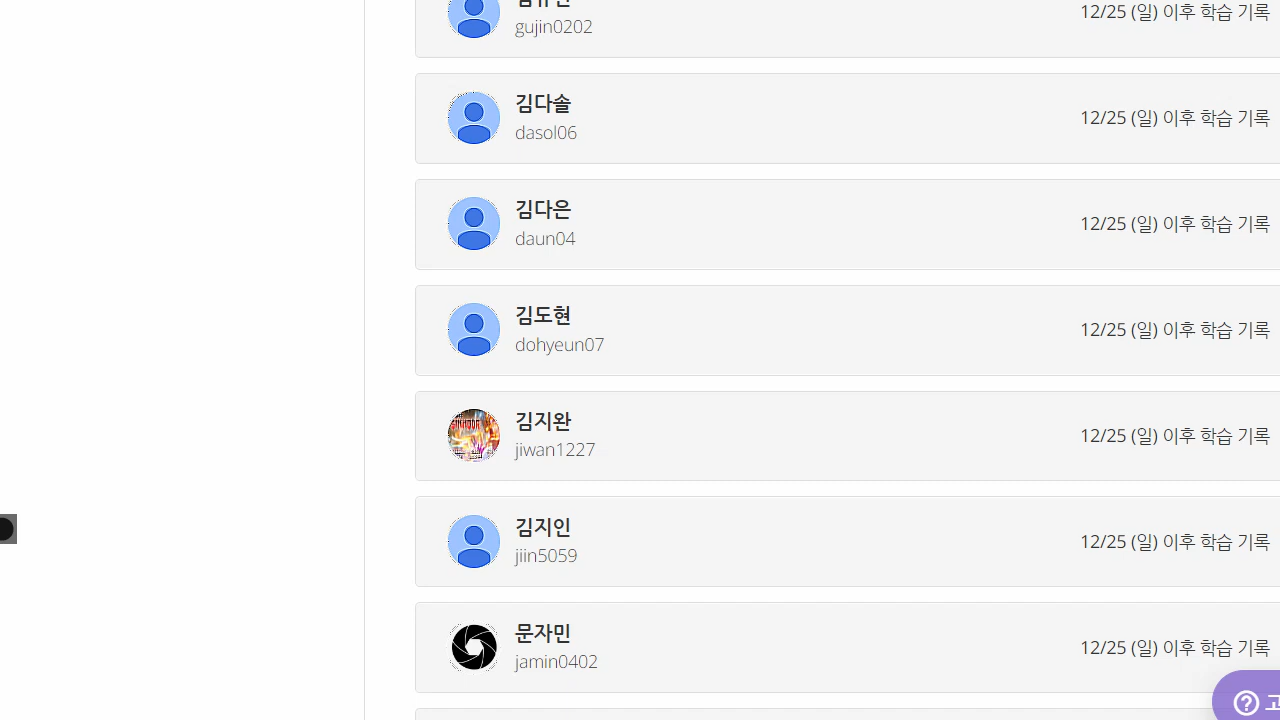 gujin0202
12/25 (일) 이후 학습 기록
김다솔
dasol06
12/25 (일) 이후 학습 기록
김다은
daun04
12/25 (일) 이후 학습 기록
김도현
dohyeun07
12/25 (일) 이후 학습 기록
김지완
jiwan1227
12/25 (일) 이후 학습 기록
김지인
jiin5059
12/25 (일) 이후 학습 기록
문자민
jamin0402
12/25 (일) 이후 학습 기록